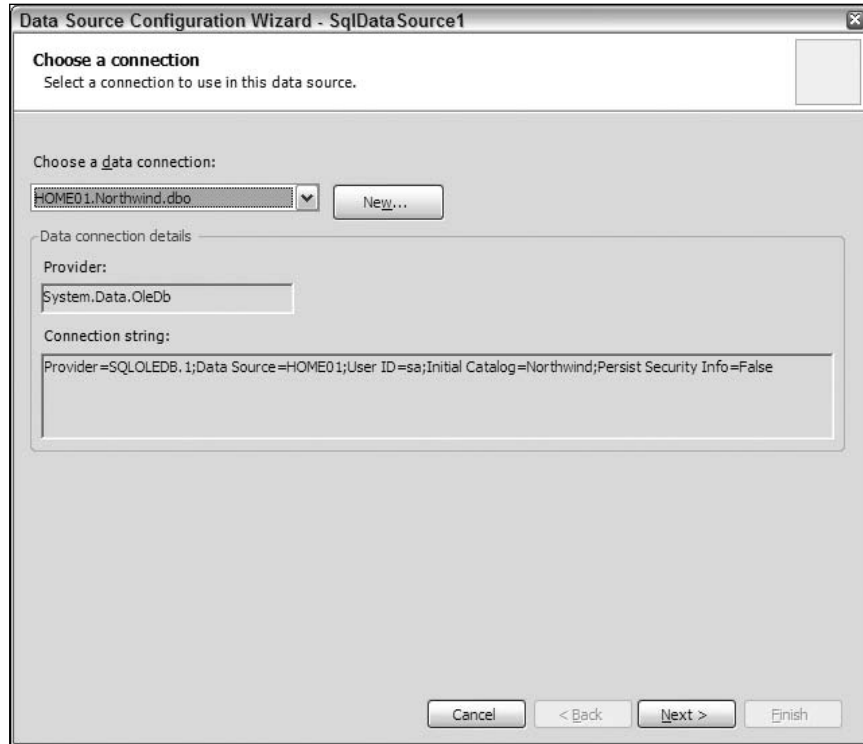 Data Source Configuration Wizard - SqlDataSource1
Choose a connection
Select a connection to use in this data source.
Choose a data connection:
HOME01.Northwind.dbo
New...
Data connection details
Provider:
System.Data.OleDb
Connection string:
Provider=SQLOLEDB.1;Data Source=HOME01;User ID=sa;Initial Catalog=Northwind;Persist Security Info=False
Cancel
< Back
Next >
Finish